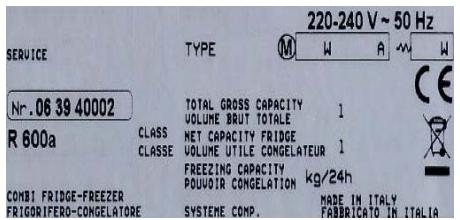 220-240 V ~ 50 Hz
SERVICE TYPE M W A W
CE
Nr. 06 39 40002
R 600a
TOTAL GROSS CAPACITY
VOLUME BRUT TOTALE l
CLASS NET CAPACITY FRIDGE
CLASSE VOLUME UTILE CONGELATEUR l
FREEZING CAPACITY
POUVOIR CONGELATION kg/24h
COMBI FRIDGE-FREEZER MADE IN ITALY
FRIGORIFERO-CONGELATORE SYSTEME COMP. FABBRICATO IN ITALIA